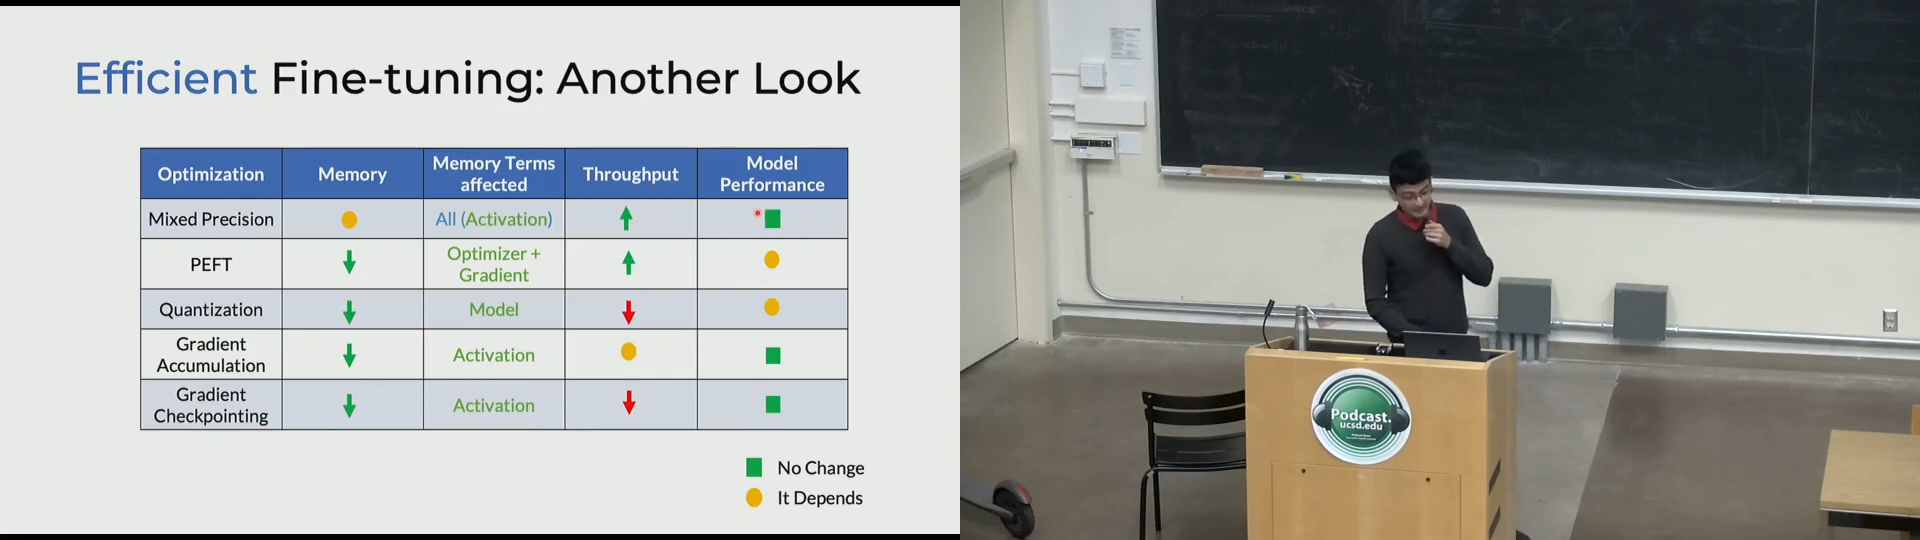 Efficient Fine-tuning: Another Look
Optimization
Memory
Memory Terms
affected
Throughput
Model
Performance
Mixed Precision
All (Activation)
PEFT
Optimizer +
Gradient
Quantization
Model
Gradient
Accumulation
Activation
Gradient
Checkpointing
Activation
No Change
It Depends
Podcast.
ucsd.edu